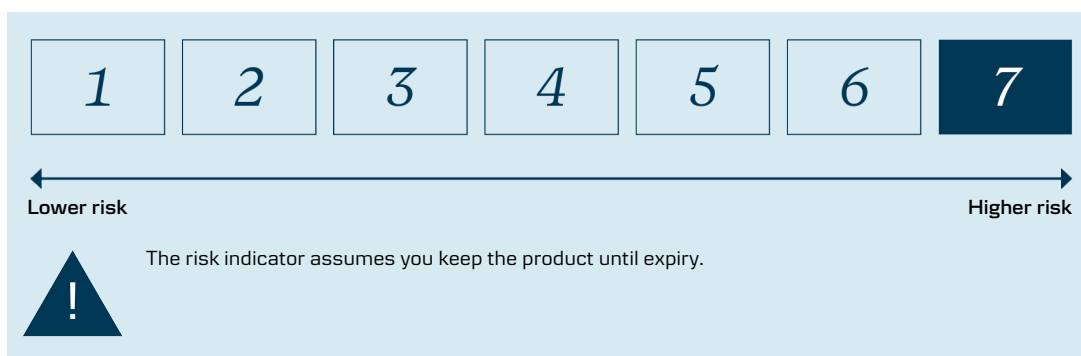 1 2 3 4 5 6 7
Lower risk Higher risk
The risk indicator assumes you keep the product until expiry.
!